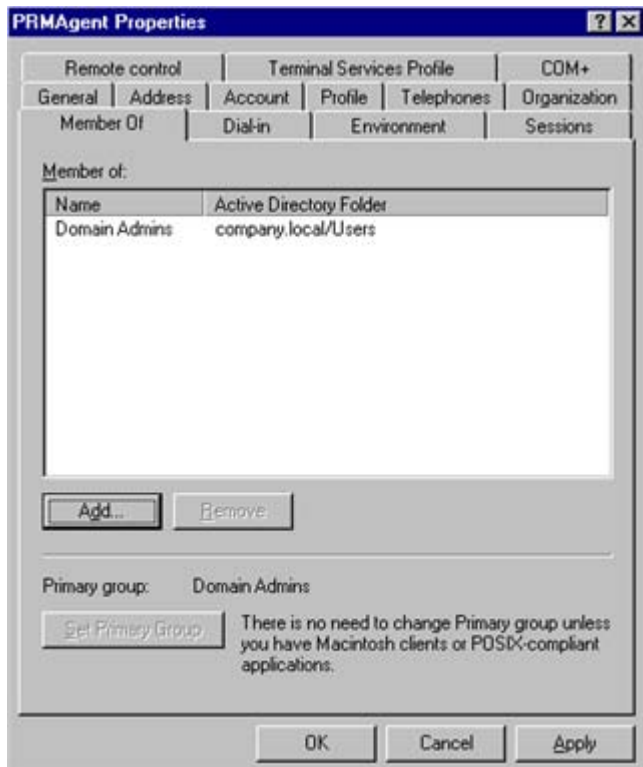 PRMAgent Properties
Remote control Terminal Services Profile COM+
General Address Account Profile Telephones Organization
Member Of Dial-in Environment Sessions
Member of:
Name Active Directory Folder
Domain Admins company.local/Users
Add... Remove
Primary group: Domain Admins
Set Primary Group
There is no need to change Primary group unless
you have Macintosh clients or POSIX-compliant
applications.
OK Cancel Apply